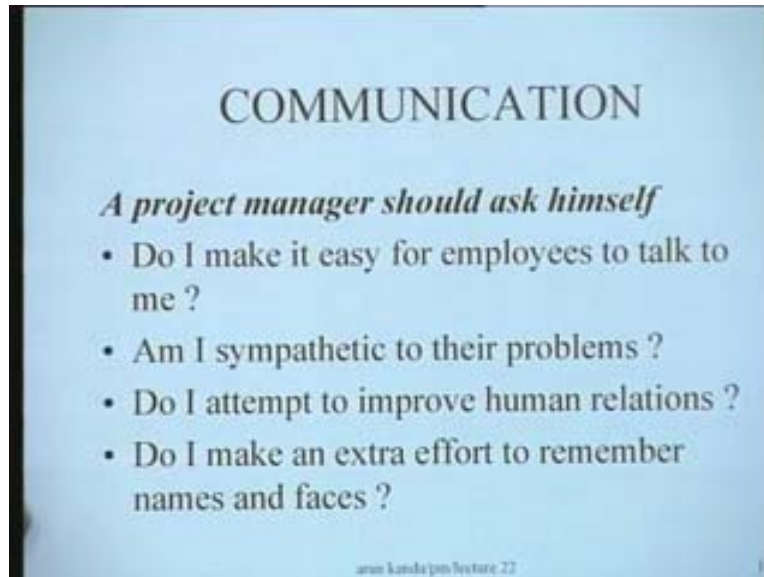 COMMUNICATION
A project manager should ask himself
• Do I make it easy for employees to talk to
me ?
• Am I sympathetic to their problems ?
• Do I attempt to improve human relations ?
• Do I make an extra effort to remember
names and faces ?
arun kanda/pm/lecture 22